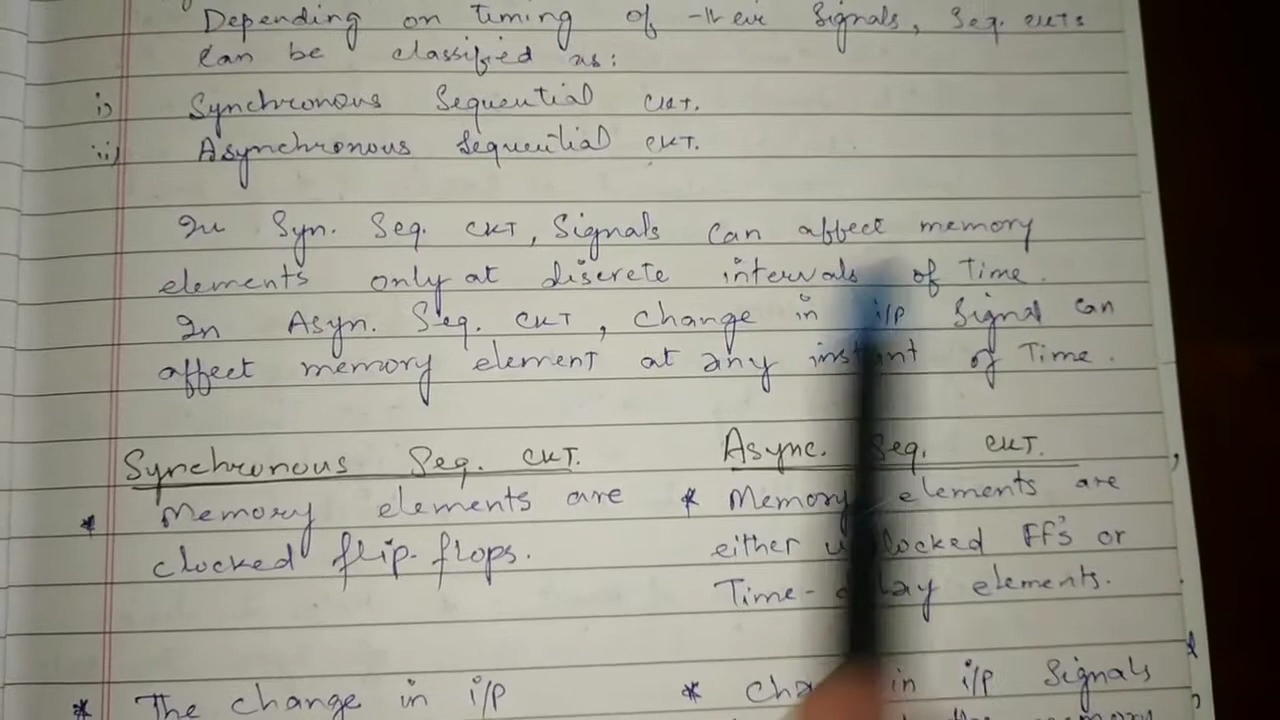 Depending on timing of their Signals, Seq. ckts
can be classified as:
i) Synchronous Sequential CKT.
ii) Asynchronous Sequential CKT.
In Syn. Seq. CKT, Signals can affect memory
elements only at discrete intervals of Time.
In Asyn. Seq. CKT, change in i/p Signal can
affect memory element at any instant of Time.
Synchronous Seq. CKT.
* Memory elements are
clocked flip-flops.
* The change in i/p
Async. Seq. CKT.
* Memory elements are
either unclocked FF's or
Time-delay elements.
* in i/p Signals
memory